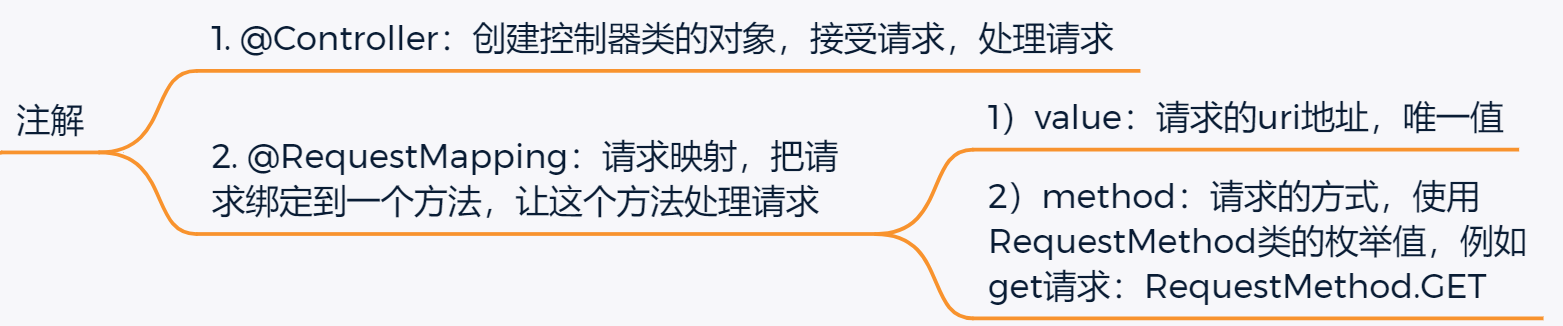 注解
1. @Controller：创建控制器类的对象，接受请求，处理请求
2. @RequestMapping：请求映射，把请
求绑定到一个方法，让这个方法处理请求
1）value：请求的uri地址，唯一值
2）method：请求的方式，使用
RequestMethod类的枚举值，例如
get请求：RequestMethod.GET